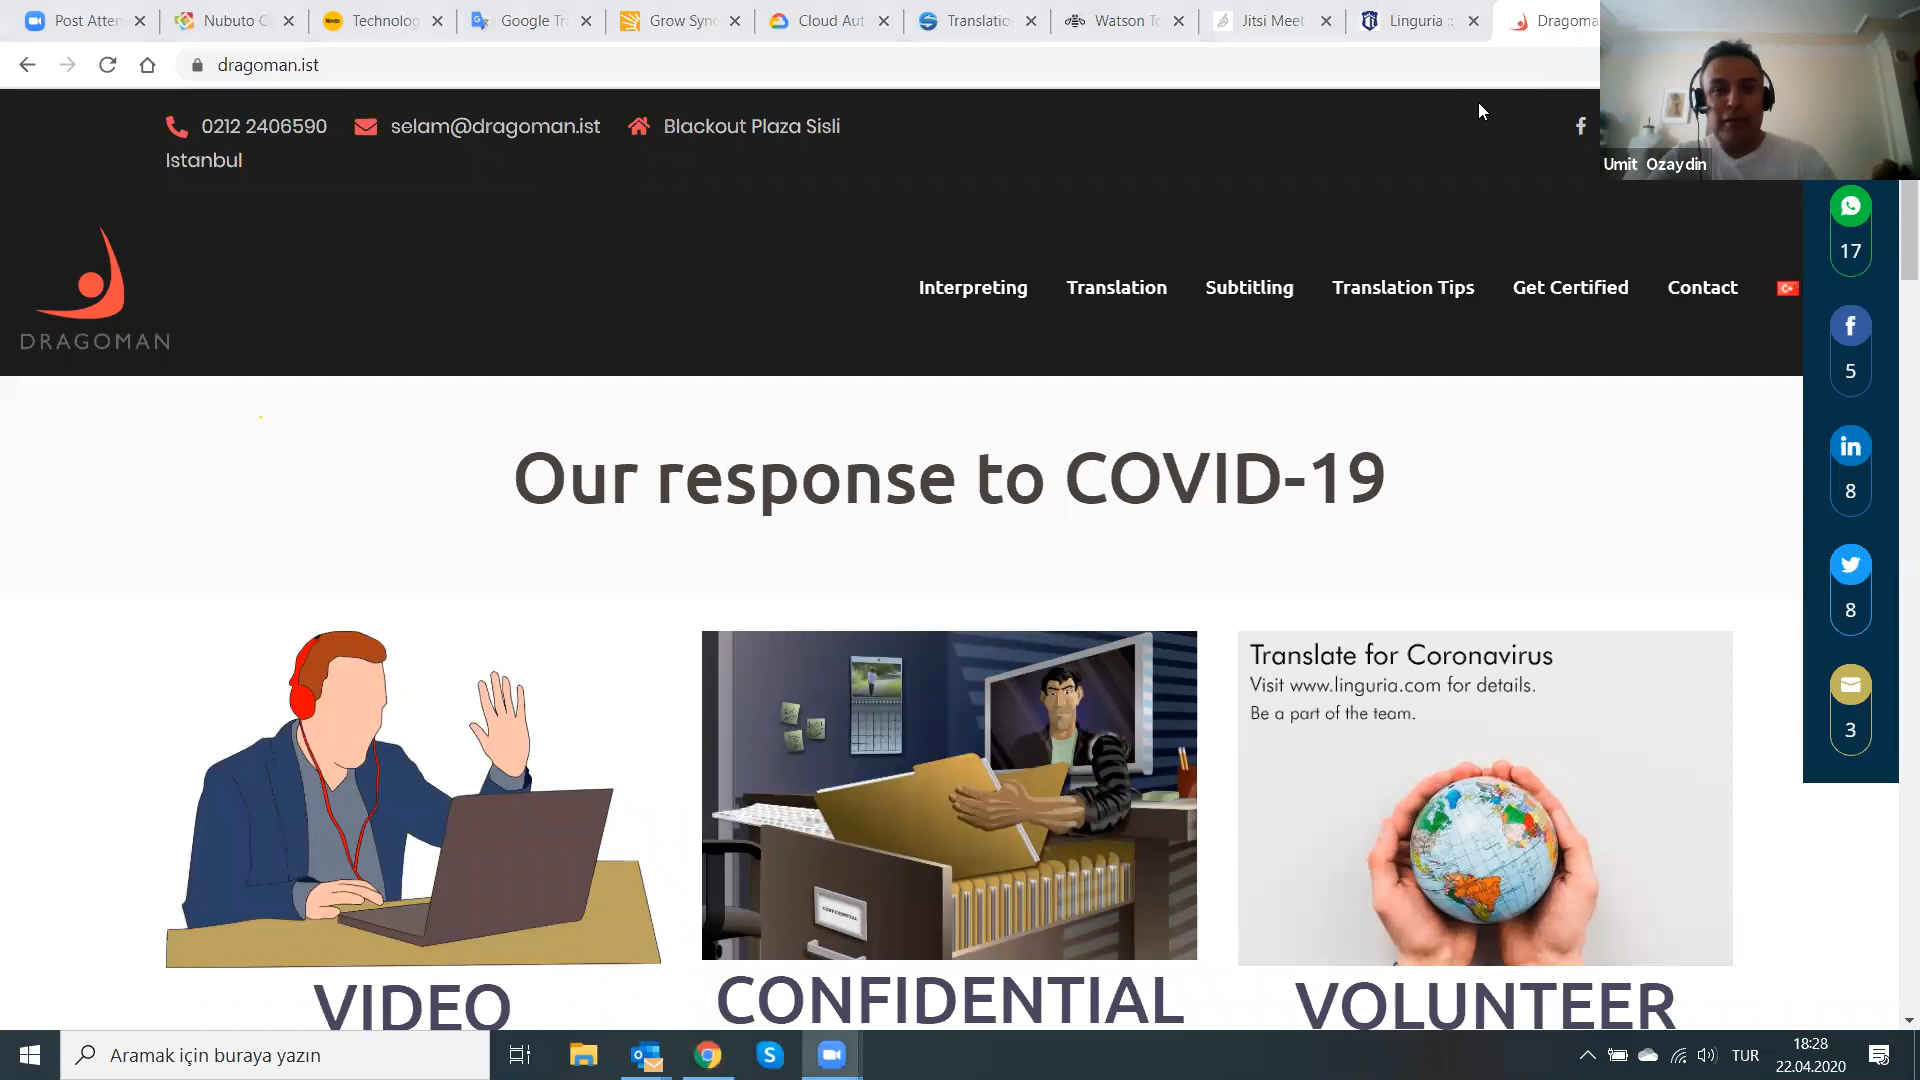 Post Atten
Nubuto C
Technolog
Google Tr
Grow Sync
Cloud Aut
Translatio
Watson To
Jitsi Meet
Linguria ::
Dragoma
dragoman.ist
0212 2406590
selam@dragoman.ist
Blackout Plaza Sisli
Istanbul
Umit Ozaydin
DRAGOMAN
Interpreting
Translation
Subtitling
Translation Tips
Get Certified
Contact
17
5
8
8
3
Our response to COVID-19
Translate for Coronavirus
Visit www.linguria.com for details.
Be a part of the team.
CONFIDENTIAL
VIDEO
CONFIDENTIAL
VOLUNTEER
Aramak için buraya yazın
TUR
18:28
22.04.2020